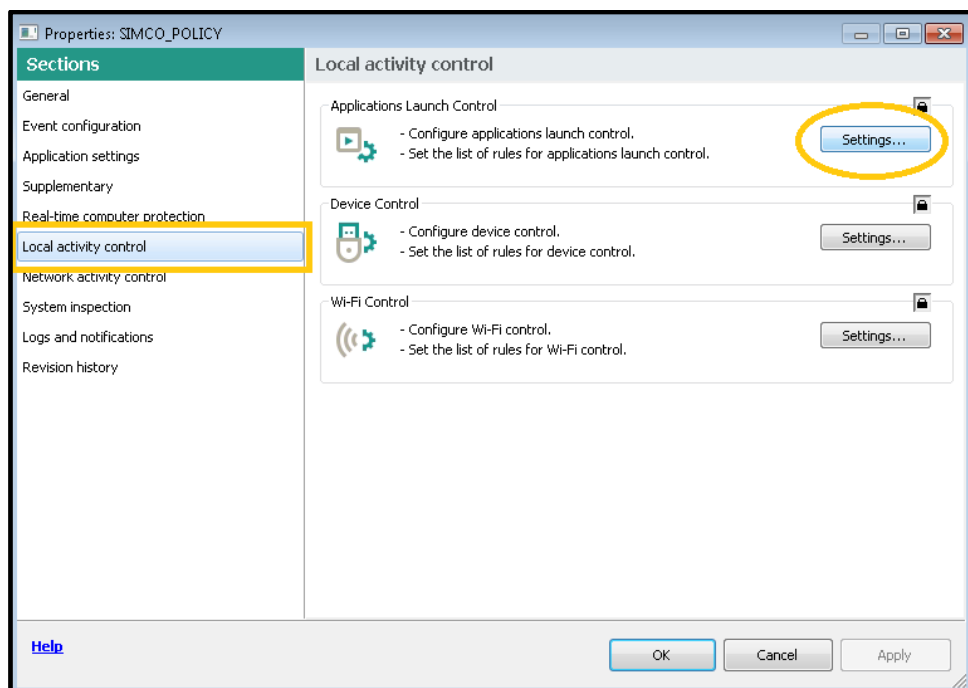 Properties: SIMCO_POLICY
Sections
General
Event configuration
Application settings
Supplementary
Real-time computer protection
Local activity control
Network activity control
System inspection
Logs and notifications
Revision history
Local activity control
Applications Launch Control
- Configure applications launch control.
- Set the list of rules for applications launch control.
Settings...
Device Control
- Configure device control.
- Set the list of rules for device control.
Settings...
Wi-Fi Control
- Configure Wi-Fi control.
- Set the list of rules for Wi-Fi control.
Settings...
Help
OK
Cancel
Apply